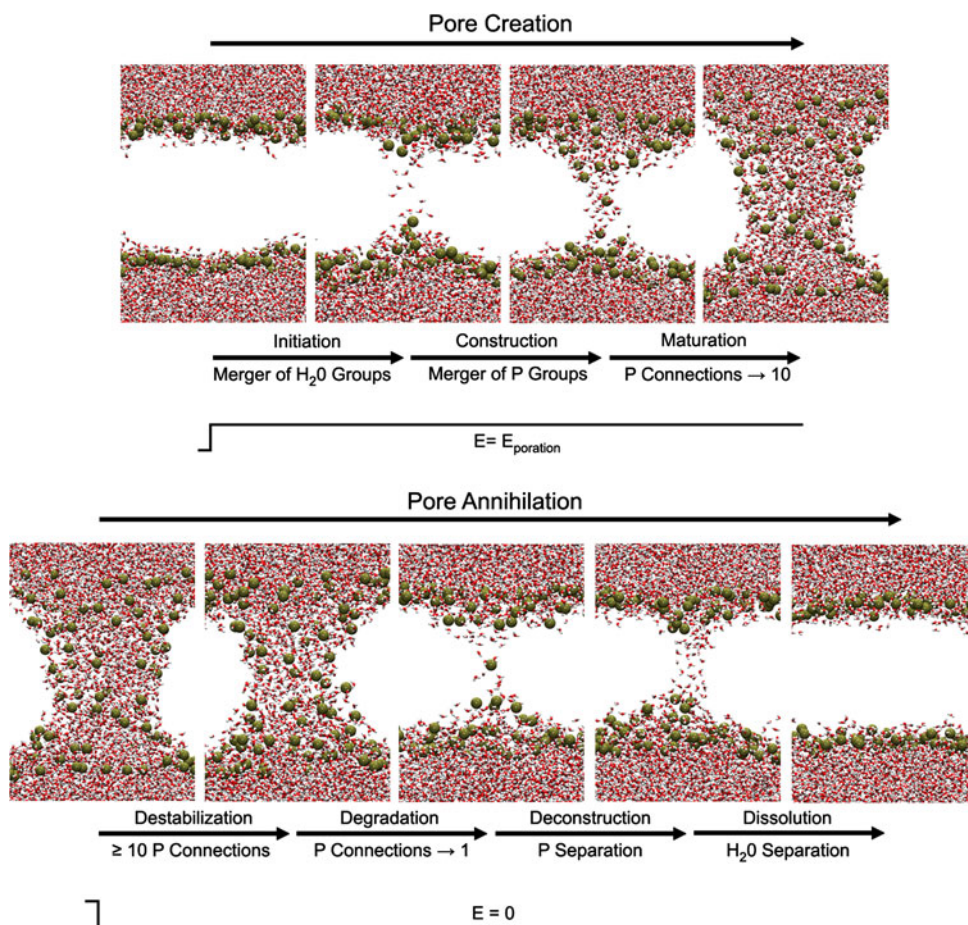 Pore Creation
Initiation Construction Maturation
Merger of H₂0 Groups Merger of P Groups P Connections → 10
E= Eporation
Pore Annihilation
Destabilization Degradation Deconstruction Dissolution
≥ 10 P Connections P Connections → 1 P Separation H₂0 Separation
E = 0